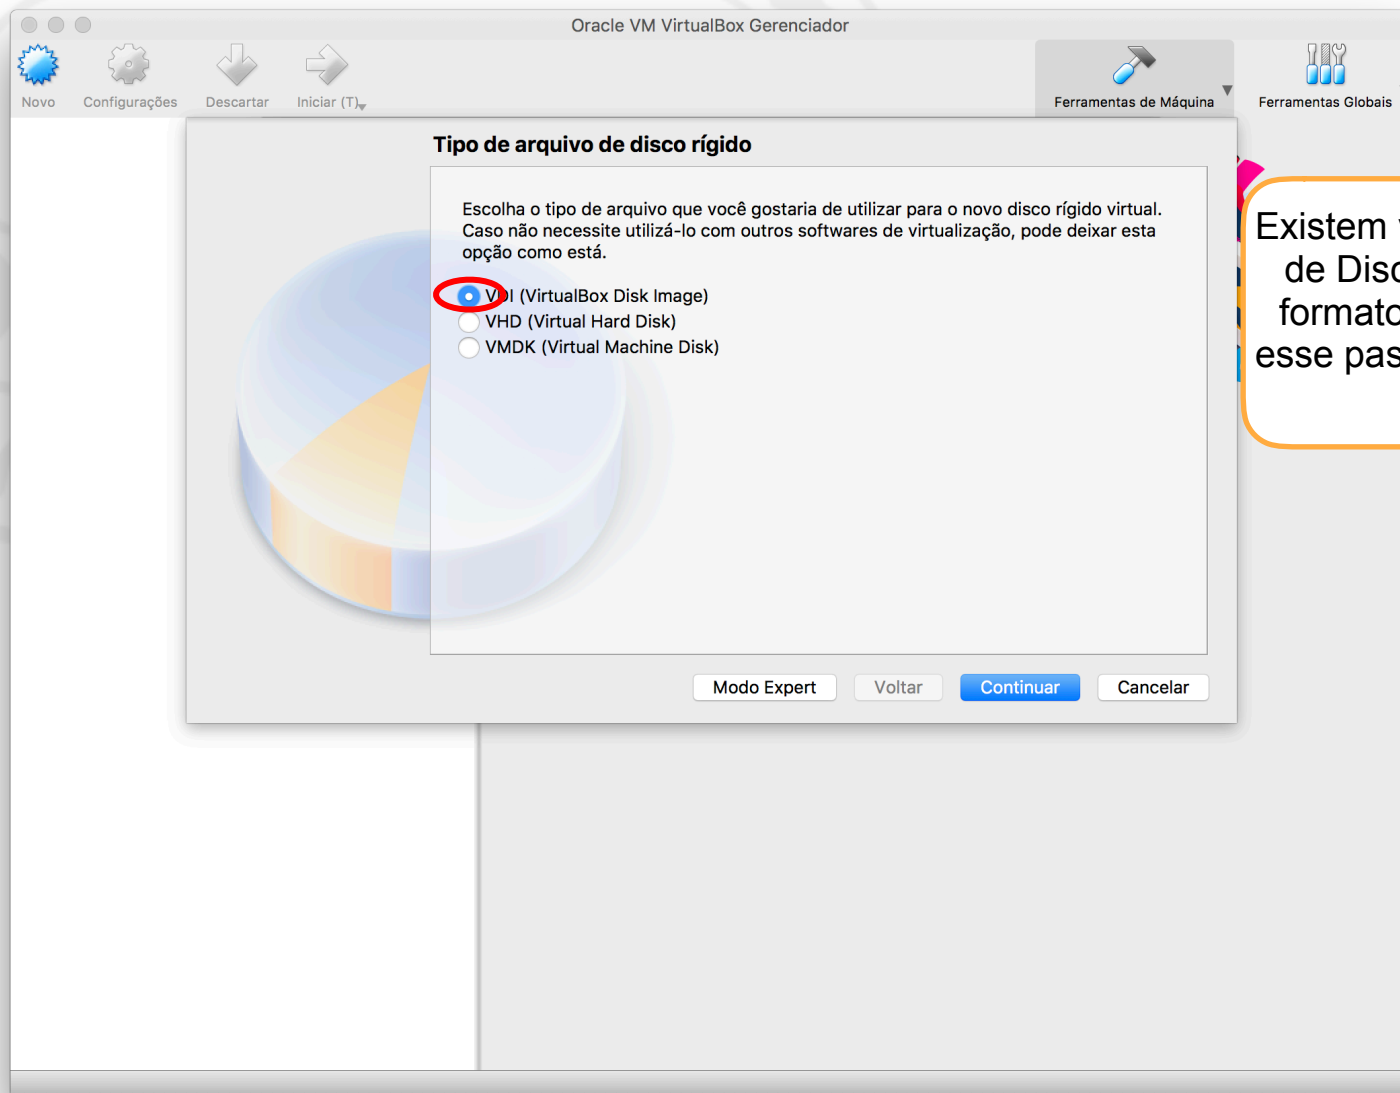 Oracle VM VirtualBox Gerenciador
Novo
Configurações
Descartar
Iniciar (T)
Ferramentas de Máquina
Ferramentas Globais
Tipo de arquivo de disco rígido
Escolha o tipo de arquivo que você gostaria de utilizar para o novo disco rígido virtual.
Caso não necessite utilizá-lo com outros softwares de virtualização, pode deixar esta
opção como está.
VDI (VirtualBox Disk Image)
VHD (Virtual Hard Disk)
VMDK (Virtual Machine Disk)
Modo Expert
Voltar
Continuar
Cancelar
Existem
de
esse